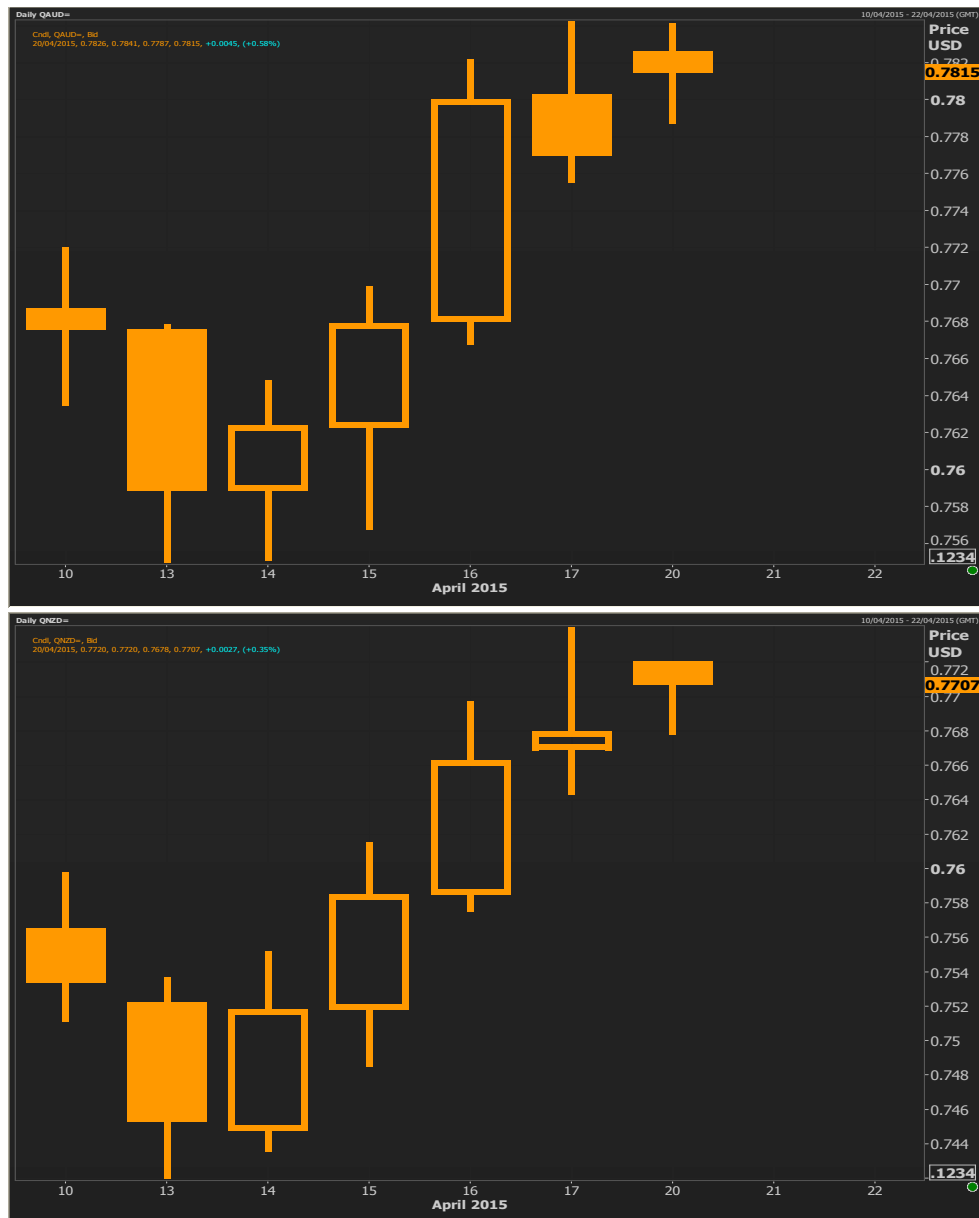 Daily QAUD= 10/04/2015 - 22/04/2015 (GMT)
Cndl, QAUD=, Bid
20/04/2015, 0.7826, 0.7841, 0.7787, 0.7815, +0.0045, (+0.58%)
Price
USD
0.782
0.7815
0.78
0.778
0.776
0.774
0.772
0.77
0.768
0.766
0.764
0.762
0.76
0.758
0.756
.1234
10 13 14 15 16 17 20 21 22
April 2015
Daily QNZD= 10/04/2015 - 22/04/2015 (GMT)
Cndl, QNZD=, Bid
20/04/2015, 0.7720, 0.7720, 0.7678, 0.7707, +0.0027, (+0.35%)
Price
USD
0.772
0.7707
0.77
0.768
0.766
0.764
0.762
0.76
0.758
0.756
0.754
0.752
0.75
0.748
0.746
0.744
.1234
10 13 14 15 16 17 20 21 22
April 2015